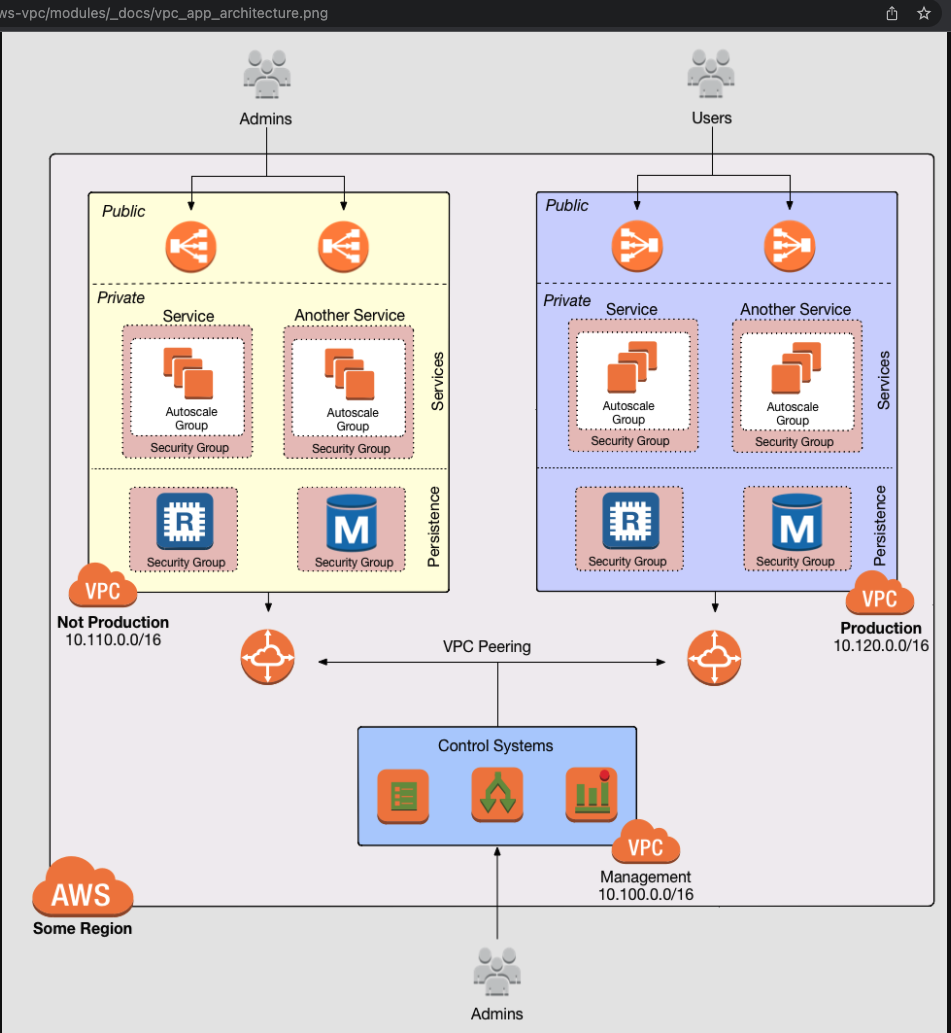 ws-vpc/modules/_docs/vpc_app_architecture.png
Admins
Users
Public
Private
Service
Another Service
Autoscale
Group
Security Group
Autoscale
Group
Security Group
Services
R
Security Group
M
Security Group
Persistence
VPC
Not Production
10.110.0.0/16
Public
Private
Service
Another Service
Autoscale
Group
Security Group
Autoscale
Group
Security Group
Services
R
Security Group
M
Security Group
Persistence
VPC
Production
10.120.0.0/16
VPC Peering
Control Systems
VPC
Management
10.100.0.0/16
AWS
Some Region
Admins